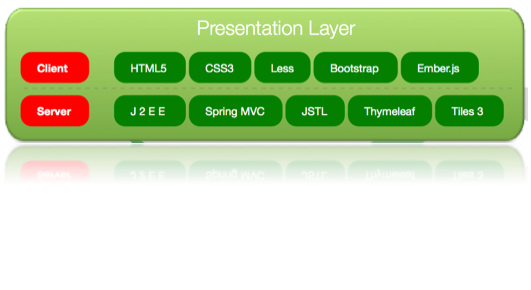 Presentation Layer
Client HTML5 CSS3 Less Bootstrap Ember.js
Server J 2 E E Spring MVC JSTL Thymeleaf Tiles 3